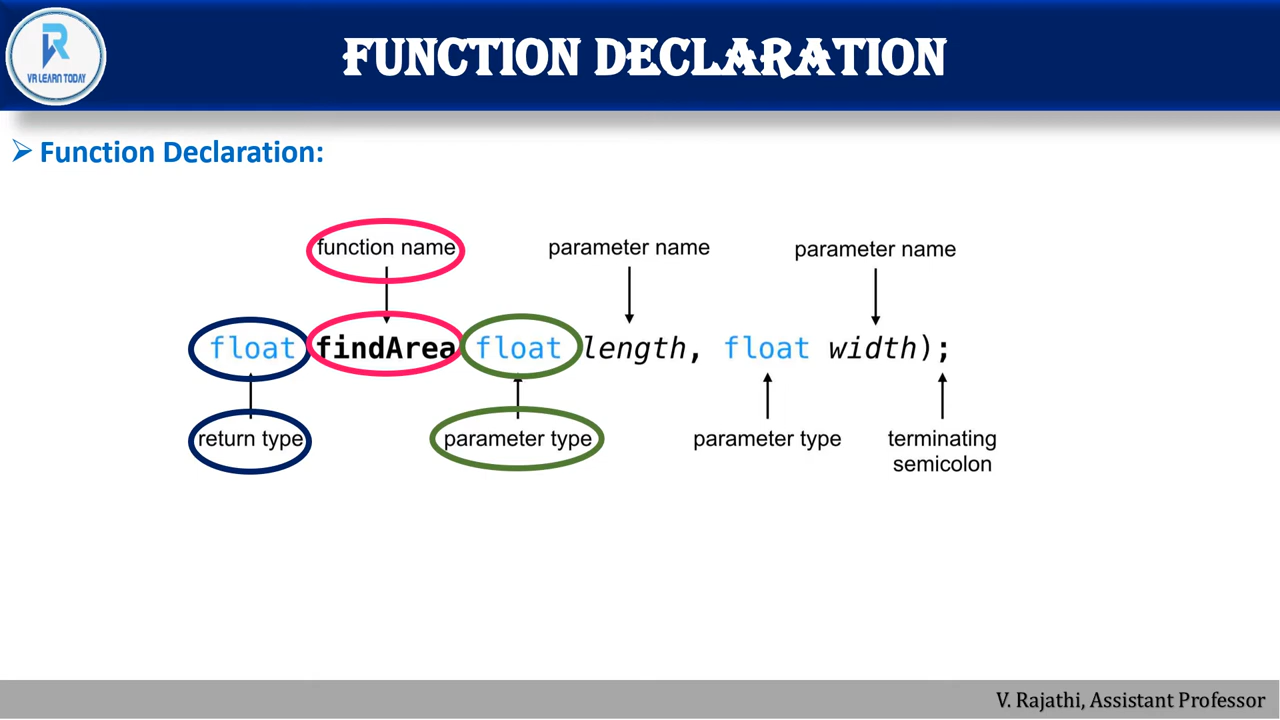 VR LEARN TODAY
FUNCTION DECLARATION
Function Declaration:
function name parameter name parameter name
float findArea float length, float width);
return type parameter type parameter type terminating
semicolon
V. Rajathi, Assistant Professor